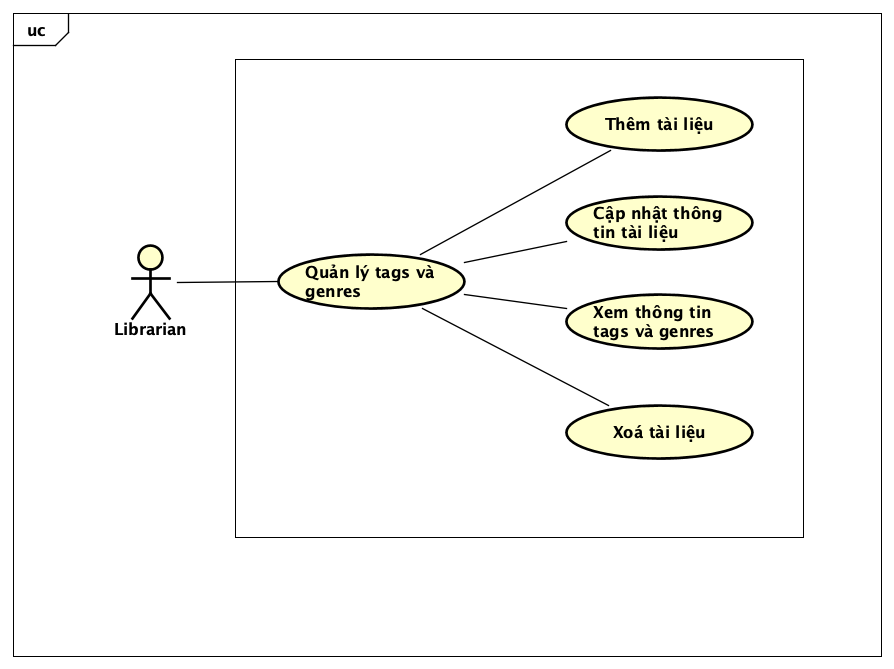 uc
Thêm tài liệu
Cập nhật thông
tin tài liệu
Quản lý tags và
genres
Xem thông tin
tags và genres
Librarian
Xoá tài liệu